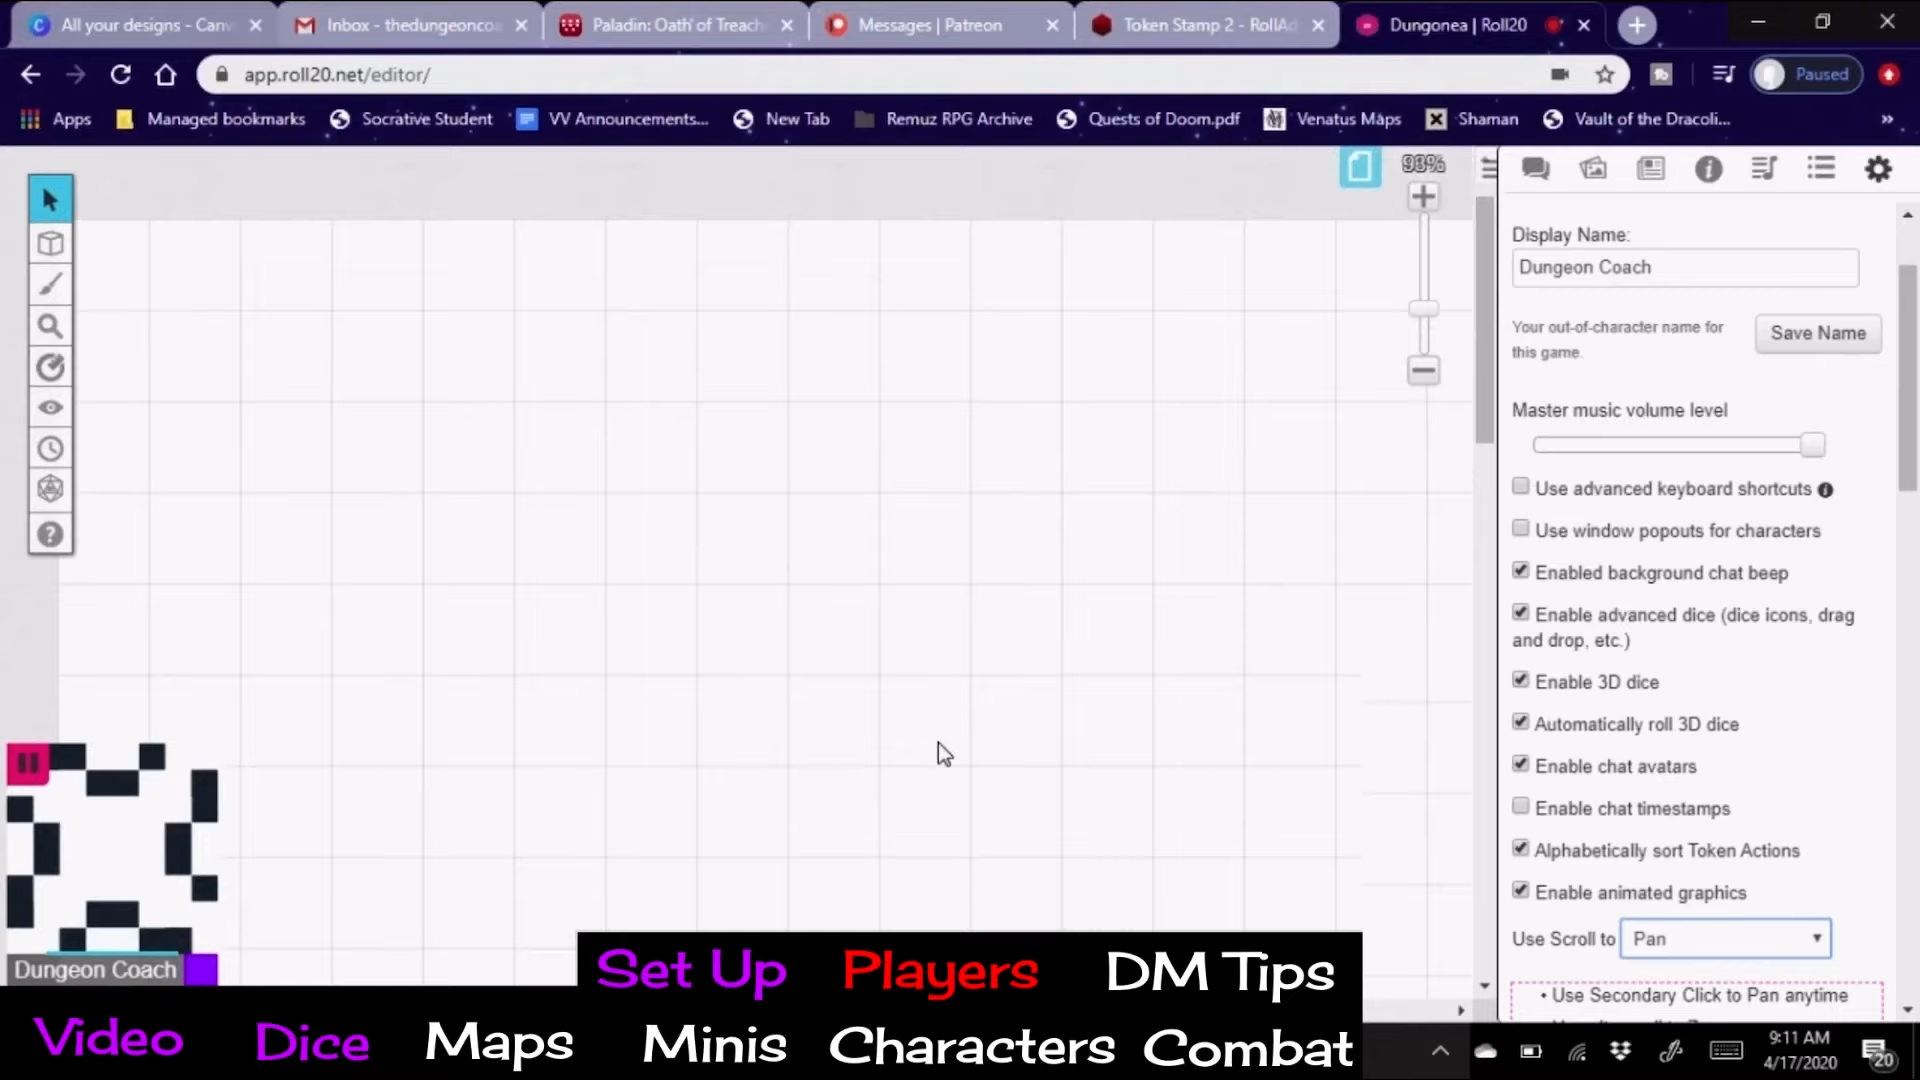 All your designs - Canv
Inbox - thedungeoncoa
Paladin: Oath of Treach
Messages | Patreon
Token Stamp 2 - RollAd
Dungonea | Roll20
app.roll20.net/editor/
Paused
Apps
Managed bookmarks
Socrative Student
VV Announcements...
New Tab
Remuz RPG Archive
Quests of Doom.pdf
Venatus Maps
Shaman
Vault of the Dracoli...
»
93%
Display Name:
Dungeon Coach
Your out-of-character name for
this game.
Save Name
Master music volume level
Use advanced keyboard shortcuts
Use window popouts for characters
Enabled background chat beep
Enable advanced dice (dice icons, drag
and drop, etc.)
Enable 3D dice
Automatically roll 3D dice
Enable chat avatars
Enable chat timestamps
Alphabetically sort Token Actions
Enable animated graphics
Use Scroll to Pan
• Use Secondary Click to Pan anytime
Dungeon Coach
Set Up Players DM Tips
Video Dice Maps Minis Characters Combat
9:11 AM
4/17/2020
20